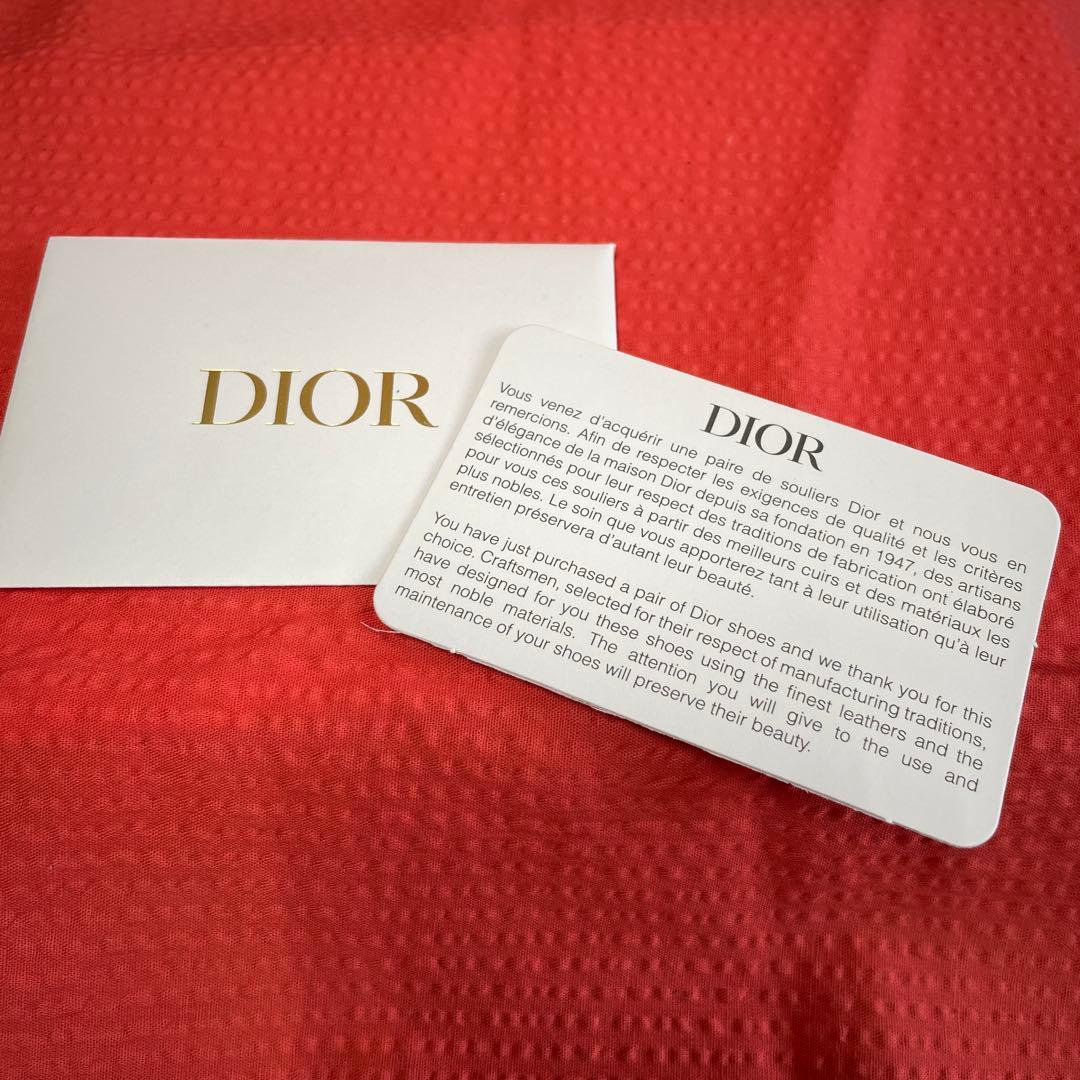 DIOR
DIOR
Vous venez d'acquérir une paire de souliers Dior et nous vous en
remercions. Afin de respecter les exigences de qualité et les critères
d'élégance de la maison Dior depuis sa fondation en 1947, des artisans
sélectionnés pour leur respect des traditions de fabrication ont élaboré
pour vous ces souliers à partir des meilleurs cuirs et des matériaux les
plus nobles. Le soin que vous apporterez tant à leur utilisation qu'à leur
entretien préservera d'autant leur beauté.
You have just purchased a pair of Dior shoes and we thank you for this
choice. Craftsmen, selected for their respect of manufacturing traditions,
have designed for you these shoes using the finest leathers and the
most noble materials. The attention you will give to the use and
maintenance of your shoes will preserve their beauty.